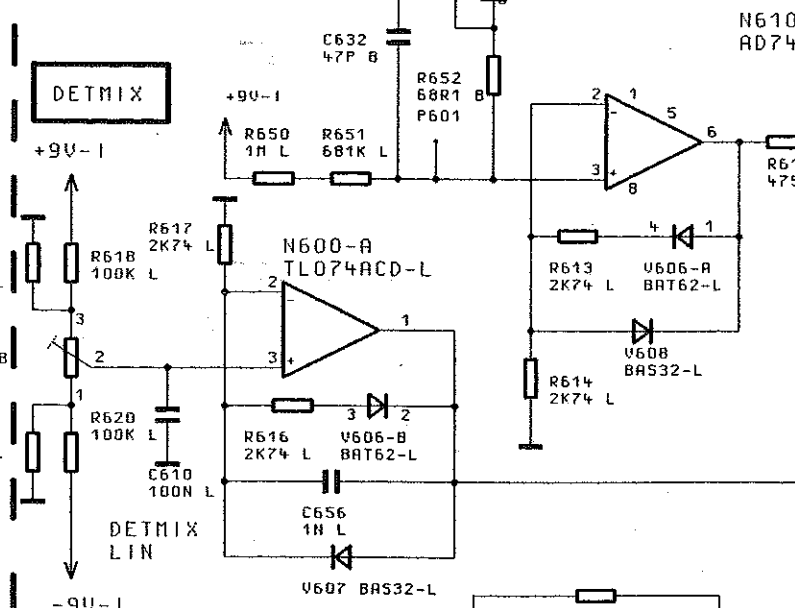 N610
AD74
C632
47P B
DETMIX
R652
68R1 B
P601
+9V-I
2
1
5
6
3
8
+9V-I
R650
1M L
R651
681K L
R61
475
R617
2K74 L
N600-A
TL074ACD-L
4
1
R618
100K L
R613
2K74 L
V606-A
BAT62-L
2
1
3
3
2
V608
BAS32-L
B
R614
2K74 L
1
R620
100K L
3
2
R616
2K74 L
V606-B
BAT62-L
C610
100N L
C656
1N L
DETMIX
LIN
V607 BAS32-L
-9V-I